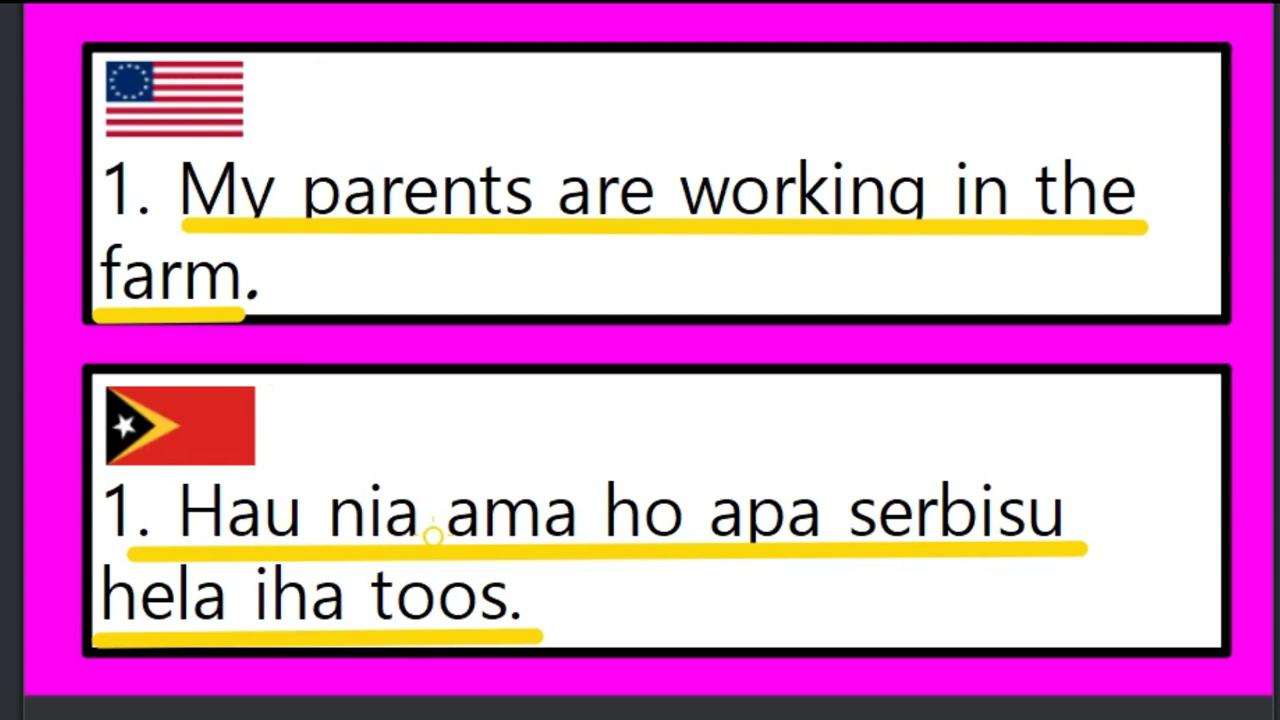 1. My parents are working in the
farm.
1. Hau nia ama ho apa serbisu
hela iha toos.